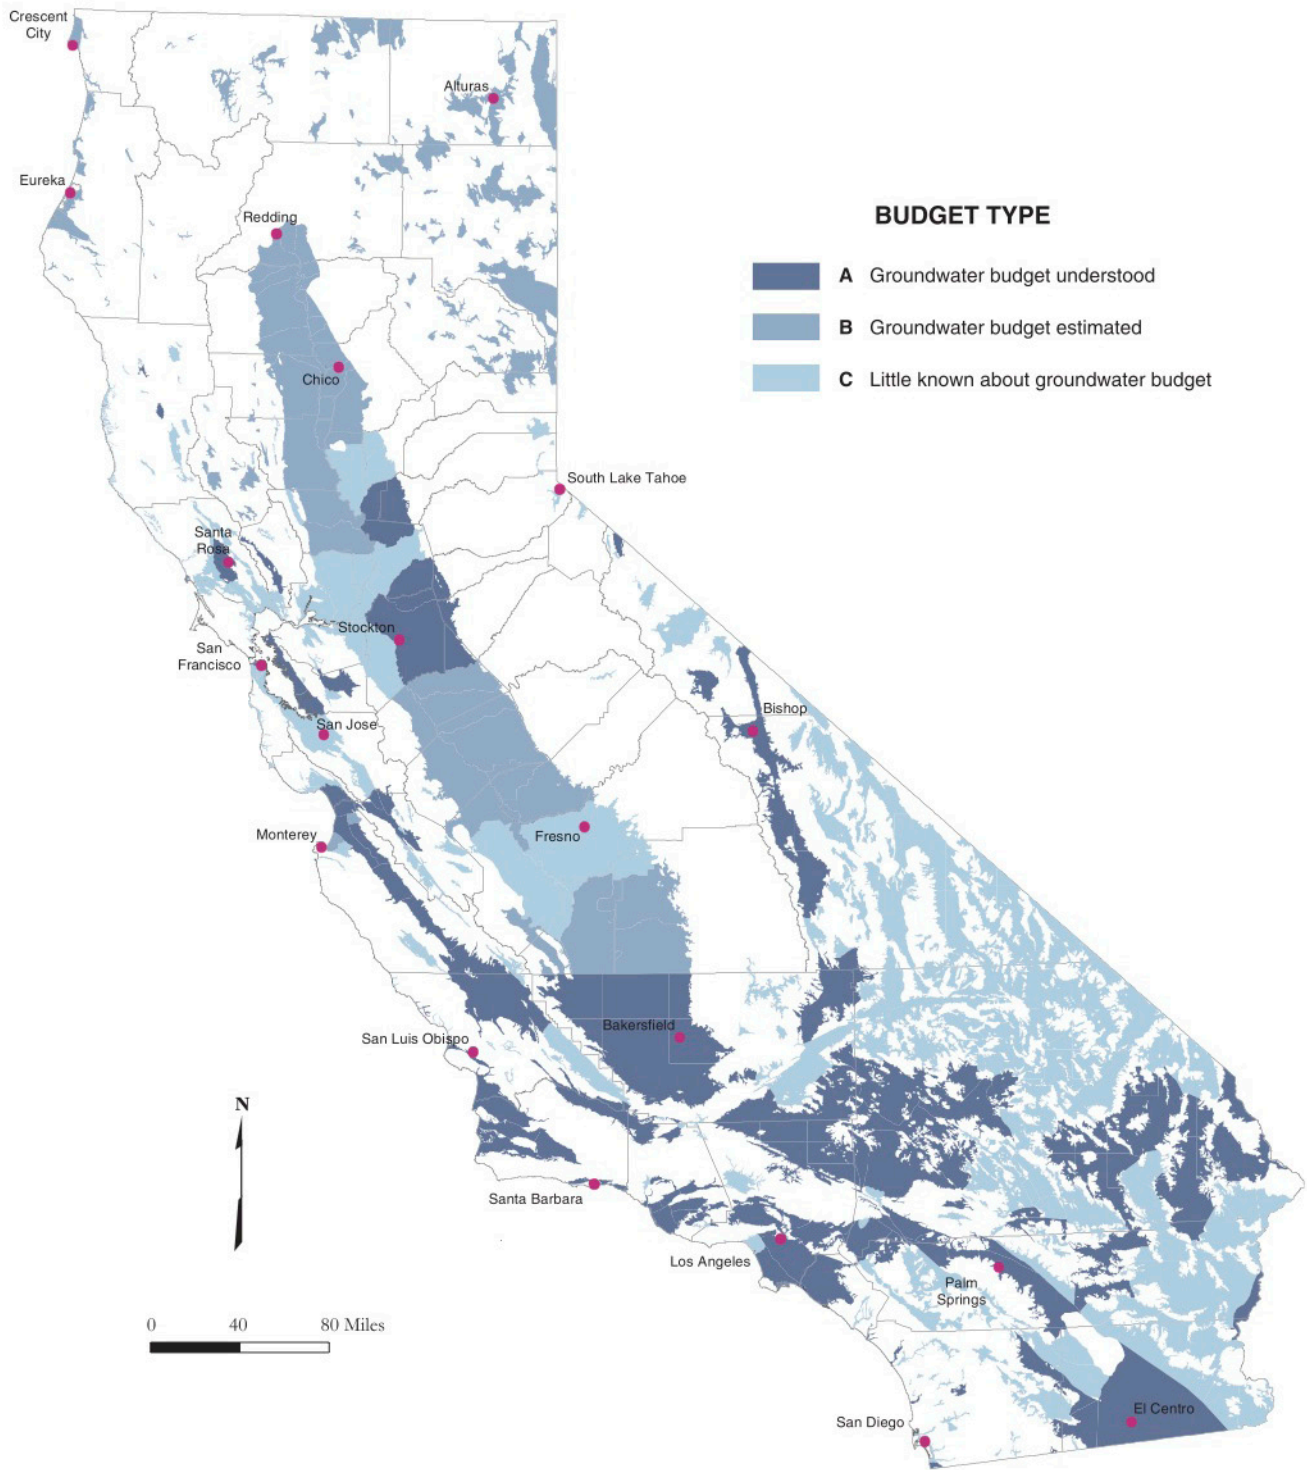 Crescent
City
Alturas
Eureka
Redding
BUDGET TYPE
A Groundwater budget understood
B Groundwater budget estimated
C Little known about groundwater budget
Chico
South Lake Tahoe
Santa
Rosa
Stockton
San
Francisco
Bishop
San Jose
Monterey
Fresno
Bakersfield
San Luis Obispo
N
Santa Barbara
Los Angeles
Palm
Springs
0 40 80 Miles
El Centro
San Diego